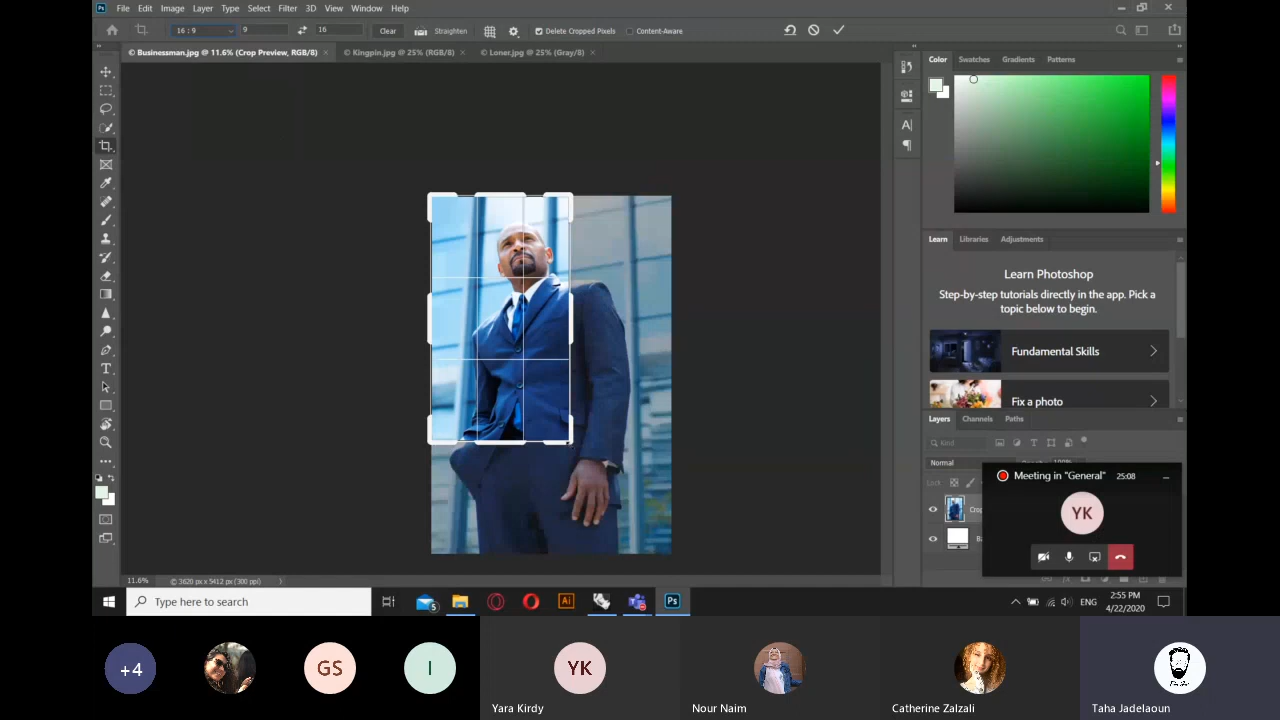 Ps File Edit Image Layer Type Select Filter 3D View Window Help
16 : 9 9 16 Clear Straighten Delete Cropped Pixels Content-Aware
Businessman.jpg @ 11.6% (Crop Preview, RGB/8) × © Kingpin.jpg @ 25% (RGB/8) × © Loner.jpg @ 25% (Gray/8) ×
Color Swatches Gradients Patterns
Learn Libraries Adjustments
Learn Photoshop
Step-by-step tutorials directly in the app. Pick a
topic below to begin.
Fundamental Skills
Fix a photo
Layers Channels Paths
Kind
Normal
Lock
Meeting in "General" 25:08
YK
11.6% © 3620 px x 5412 px (300 ppi)
Type here to search
5
Ai
Ps
ENG
2:55 PM
4/22/2020
+4
GS
I
YK
Yara Kirdy
Nour Naim
Catherine Zalzali
Taha Jadelaoun